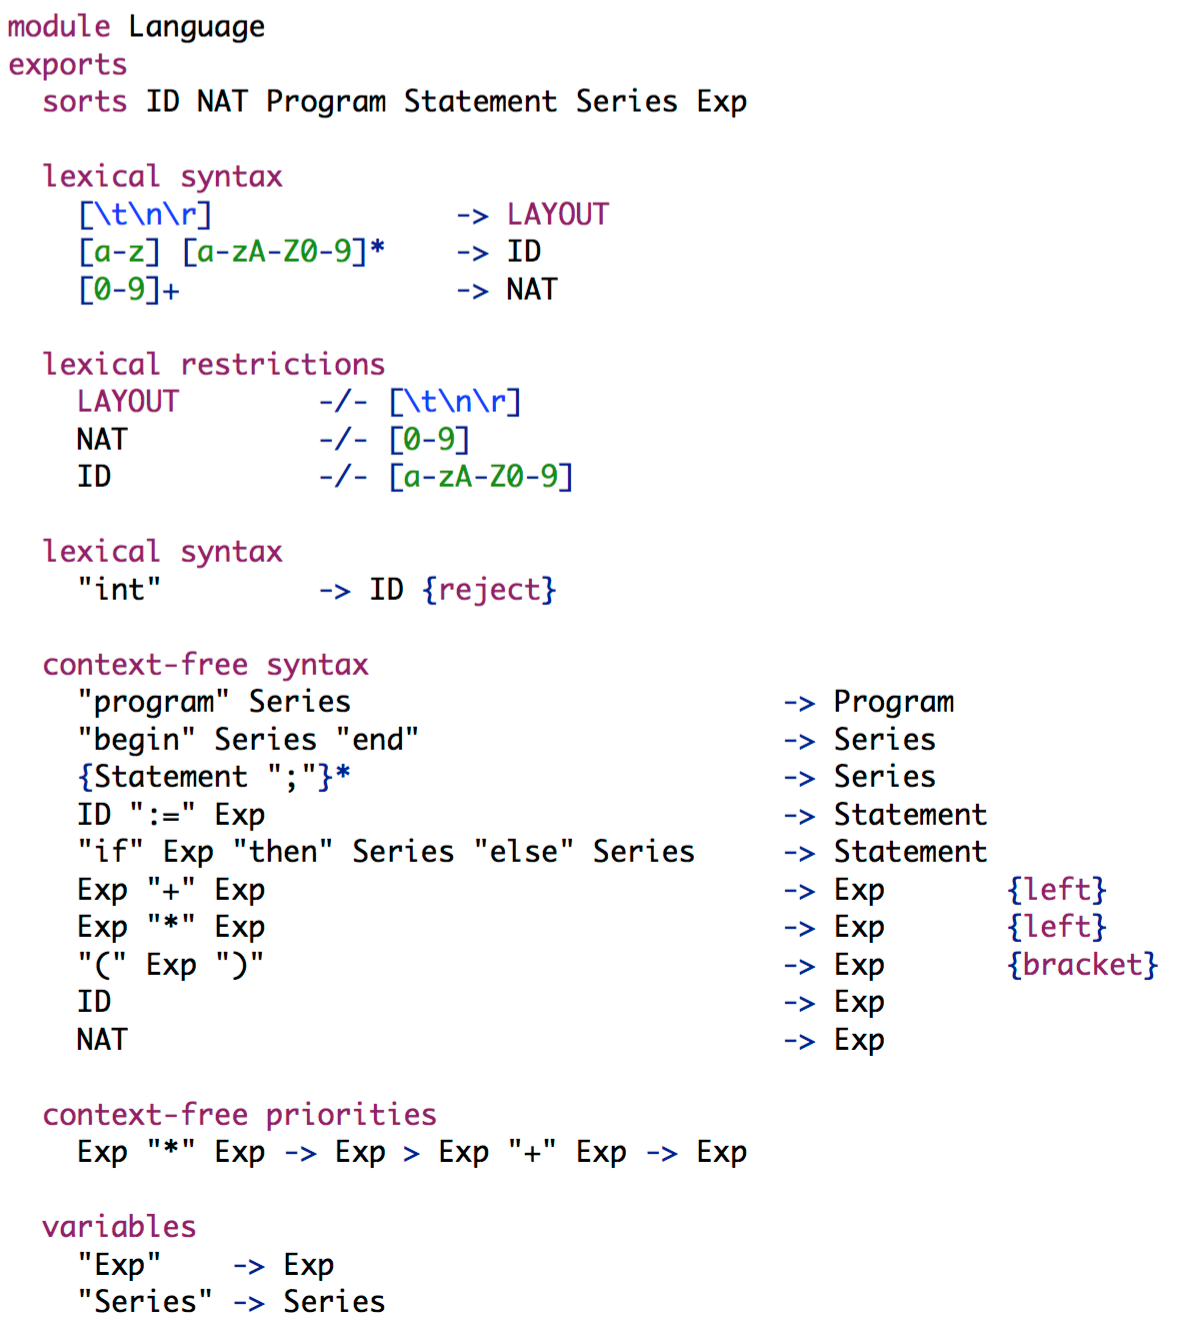 module Language
exports
  sorts ID NAT Program Statement Series Exp

  lexical syntax
    [\t\n\r]               -> LAYOUT
    [a-z] [a-zA-Z0-9]*    -> ID
    [0-9]+                -> NAT

  lexical restrictions
    LAYOUT        -/- [\t\n\r]
    NAT           -/- [0-9]
    ID            -/- [a-zA-Z0-9]

  lexical syntax
    "int"         -> ID {reject}

  context-free syntax
    "program" Series                         -> Program
    "begin" Series "end"                     -> Series
    {Statement ";"}*                         -> Series
    ID ":=" Exp                              -> Statement
    "if" Exp "then" Series "else" Series     -> Statement
    Exp "+" Exp                              -> Exp       {left}
    Exp "*" Exp                              -> Exp       {left}
    "(" Exp ")"                              -> Exp       {bracket}
    ID                                       -> Exp
    NAT                                      -> Exp

  context-free priorities
    Exp "*" Exp -> Exp > Exp "+" Exp -> Exp

  variables
    "Exp"    -> Exp
    "Series" -> Series